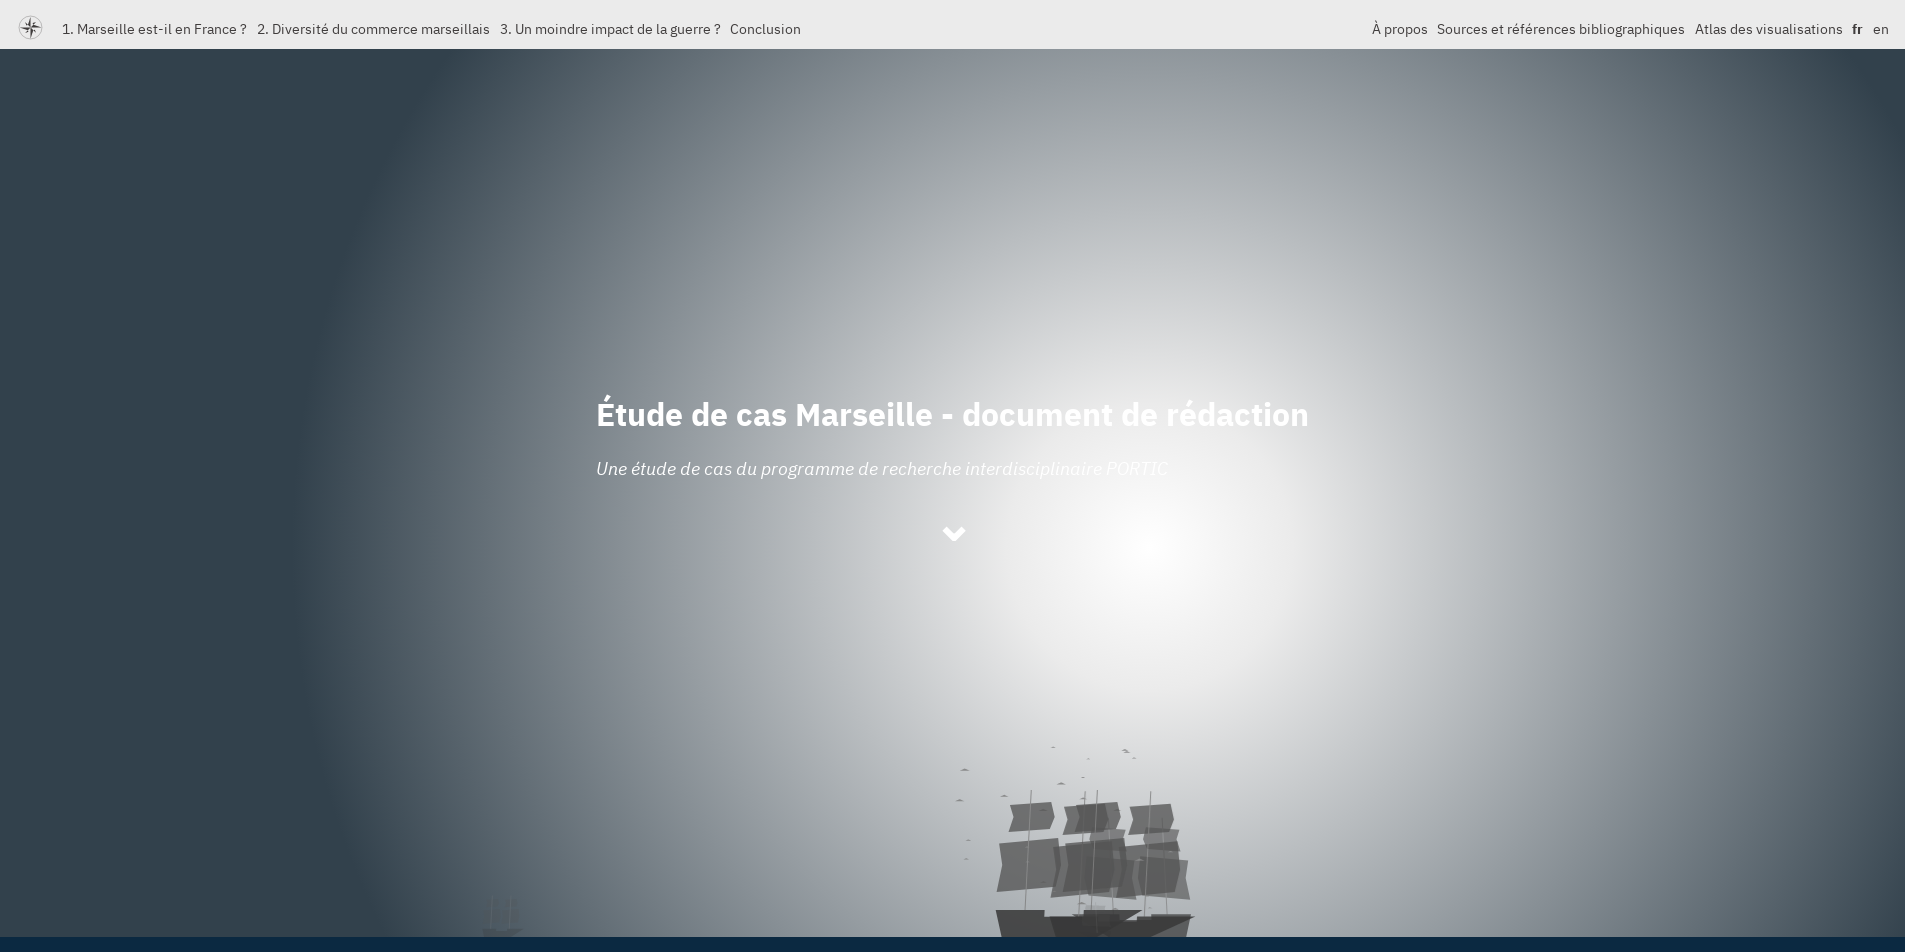 1. Marseille est-il en France ? 2. Diversité du commerce marseillais 3. Un moindre impact de la guerre ? Conclusion À propos Sources et références bibliographiques Atlas des visualisations fr en
Étude de cas Marseille - document de rédaction
Une étude de cas du programme de recherche interdisciplinaire PORTIC